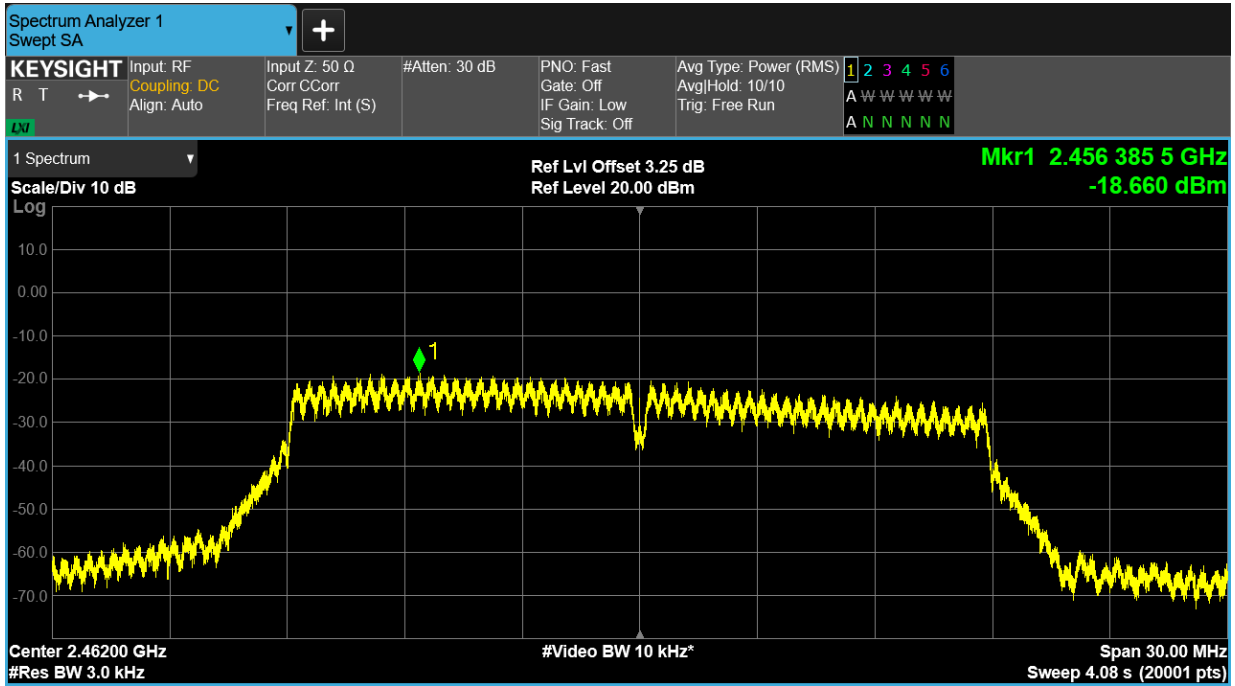 Spectrum Analyzer 1
Swept SA
▼
+
KEYSIGHT
R T
LXI
Input: RF
Coupling: DC
Align: Auto
Input Z: 50 Ω
Corr CCorr
Freq Ref: Int (S)
#Atten: 30 dB
PNO: Fast
Gate: Off
IF Gain: Low
Sig Track: Off
Avg Type: Power (RMS)
Avg|Hold: 10/10
Trig: Free Run
1 2 3 4 5 6
A W W W W W
A N N N N N
1 Spectrum ▼
Scale/Div 10 dB
Log
Ref Lvl Offset 3.25 dB
Ref Level 20.00 dBm
Mkr1 2.456 385 5 GHz
-18.660 dBm
10.0
0.00
-10.0
1
-20.0
-30.0
-40.0
-50.0
-60.0
-70.0
Center 2.46200 GHz
#Res BW 3.0 kHz
#Video BW 10 kHz*
Span 30.00 MHz
Sweep 4.08 s (20001 pts)